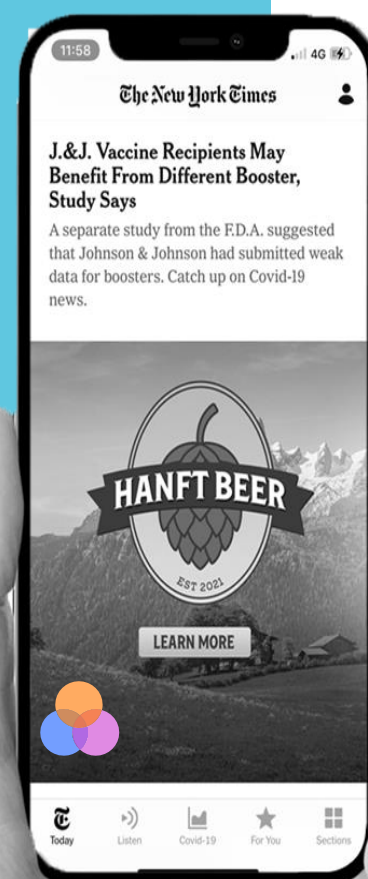 11:58
4G
The New York Times
J.&J. Vaccine Recipients May
Benefit From Different Booster,
Study Says
A separate study from the F.D.A. suggested
that Johnson & Johnson had submitted weak
data for boosters. Catch up on Covid-19
news.
HANFT BEER
EST 2021
LEARN MORE
Today
Listen
Covid-19
For You
Sections